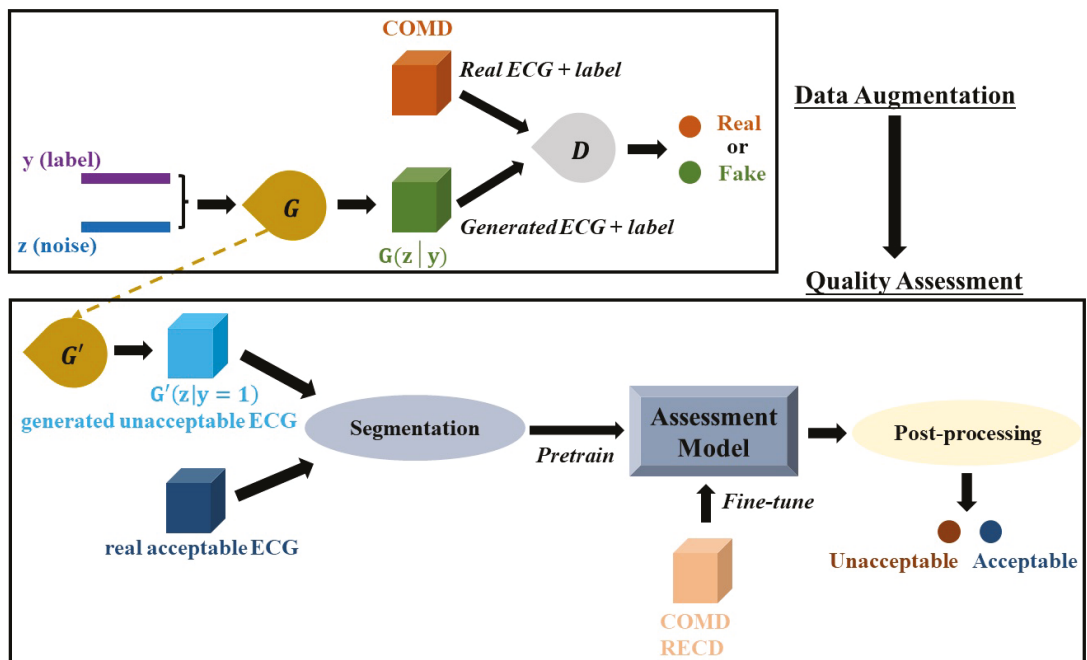 COMD
Real ECG + label
Data Augmentation
y (label)
G
D
Real
or
Fake
z (noise)
Generated ECG + label
G(z | y)
Quality Assessment
G′
G′(z|y = 1)
generated unacceptable ECG
Segmentation
Pretrain
Assessment
Model
Post-processing
real acceptable ECG
Fine-tune
Unacceptable
Acceptable
COMD
RECD